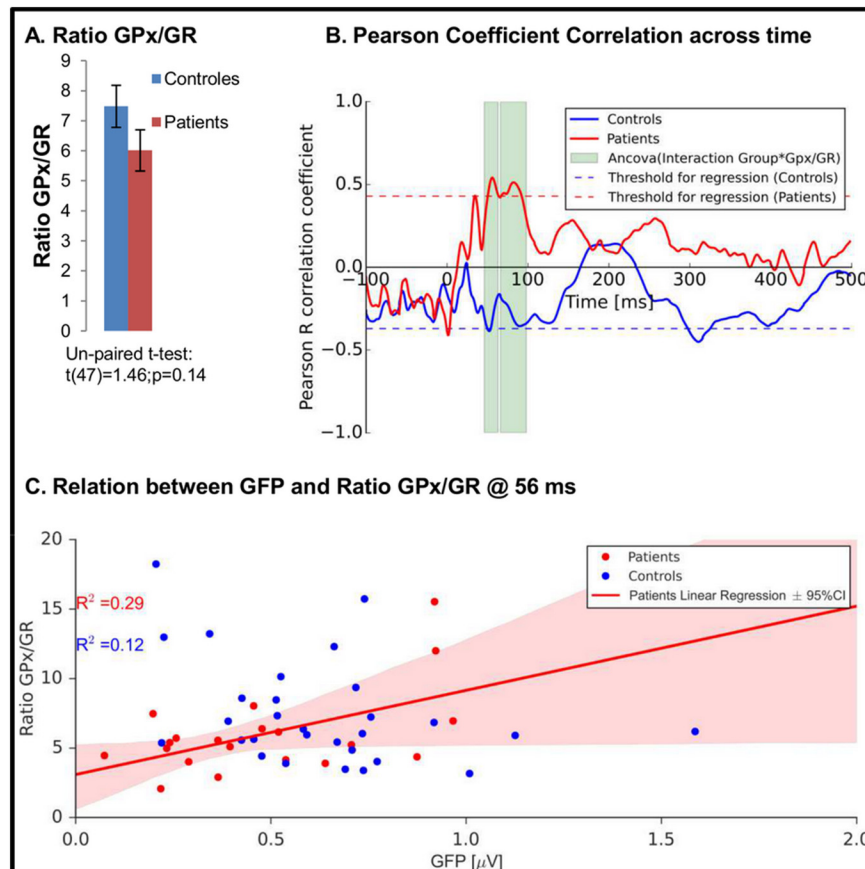 A. Ratio GPx/GR
9
8
7
6
5
4
3
2
1
0
Ratio GPx/GR
Controles
Patients
Un-paired t-test:
t(47)=1.46;p=0.14
B. Pearson Coefficient Correlation across time
1.0
0.5
0.0
−0.5
−1.0
Pearson R correlation coefficient
Controls
Patients
Ancova(Interaction Group*Gpx/GR)
Threshold for regression (Controls)
Threshold for regression (Patients)
−100 0 100 200 300 400 500
Time [ms]
C. Relation between GFP and Ratio GPx/GR @ 56 ms
20
15
10
5
0
Ratio GPx/GR
R² =0.29
R² =0.12
Patients
Controls
Patients Linear Regression ± 95%CI
0.0 0.5 1.0 1.5 2.0
GFP [μV]